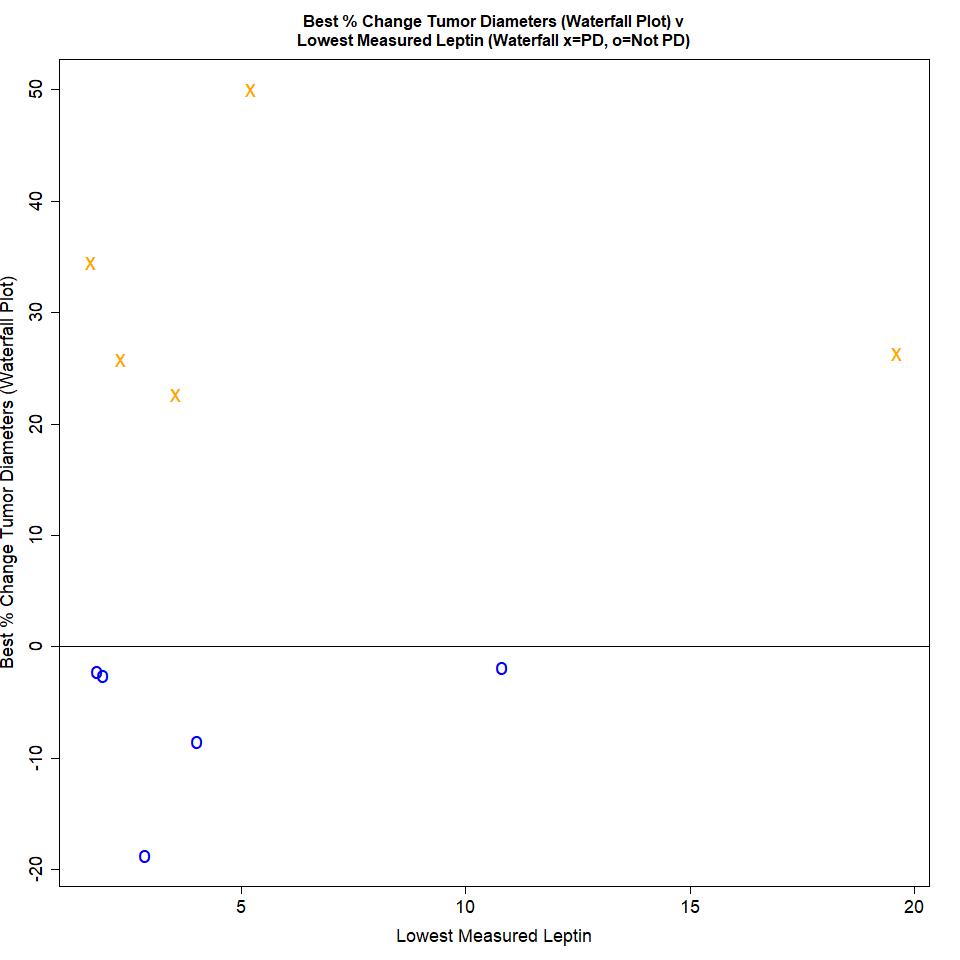 Best % Change Tumor Diameters (Waterfall Plot) v
Lowest Measured Leptin (Waterfall x=PD, o=Not PD)
Best % Change Tumor Diameters (Waterfall Plot)
50
40
30
20
10
0
-10
-20
X
X
X
X
X
O
O
O
O
O
5
10
15
20
Lowest Measured Leptin